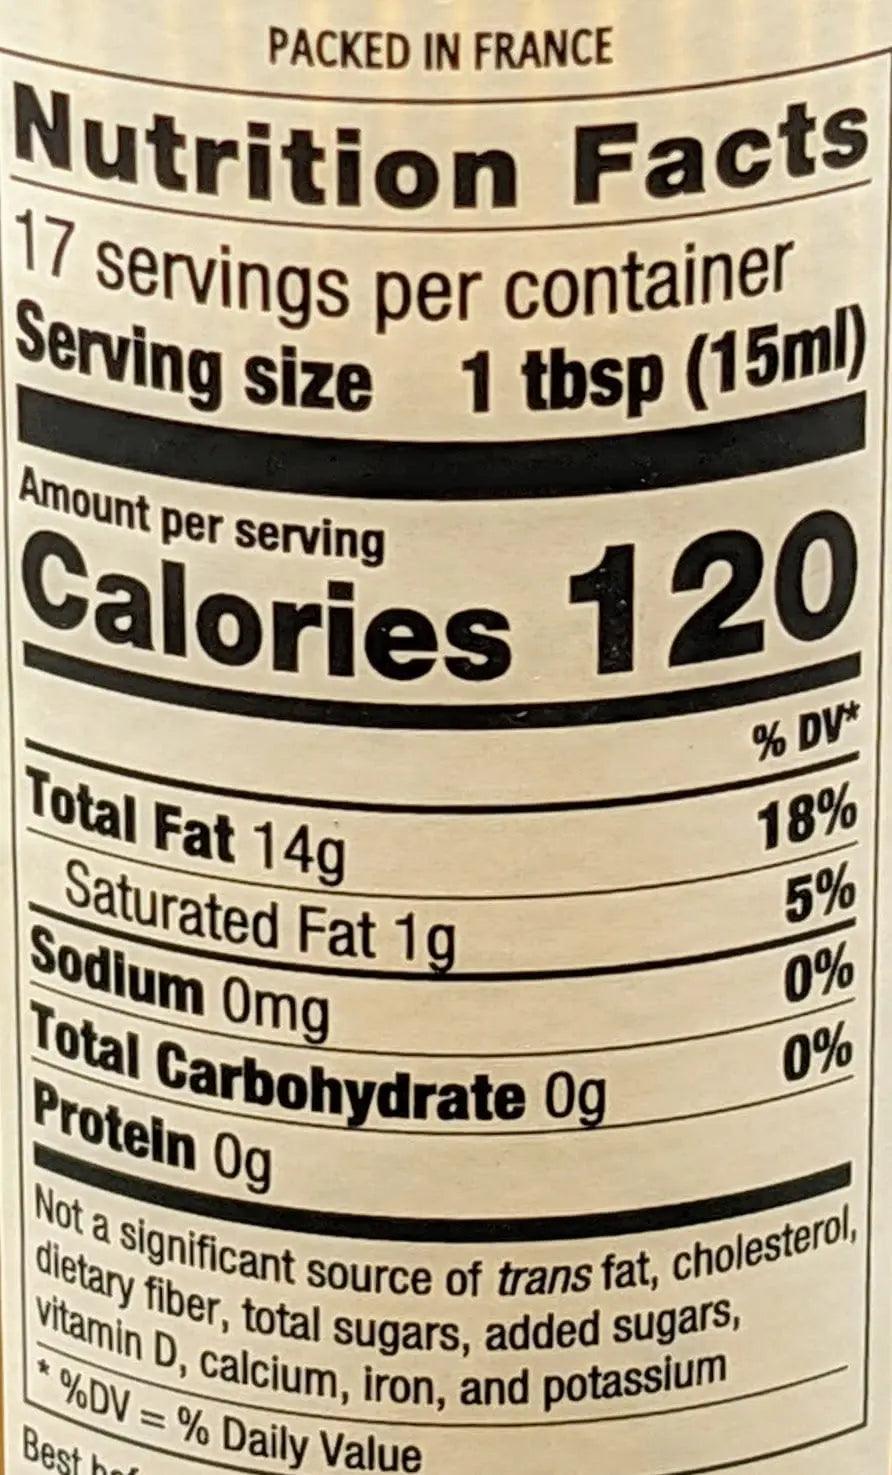 PACKED IN FRANCE
Nutrition Facts
17 servings per container
Serving size 1 tbsp (15ml)
Amount per serving
Calories 120
% DV*
Total Fat 14g 18%
Saturated Fat 1g 5%
Sodium 0mg 0%
Total Carbohydrate 0g 0%
Protein 0g
Not a significant source of trans fat, cholesterol,
dietary fiber, total sugars, added sugars,
vitamin D, calcium, iron, and potassium
* %DV = % Daily Value
Best